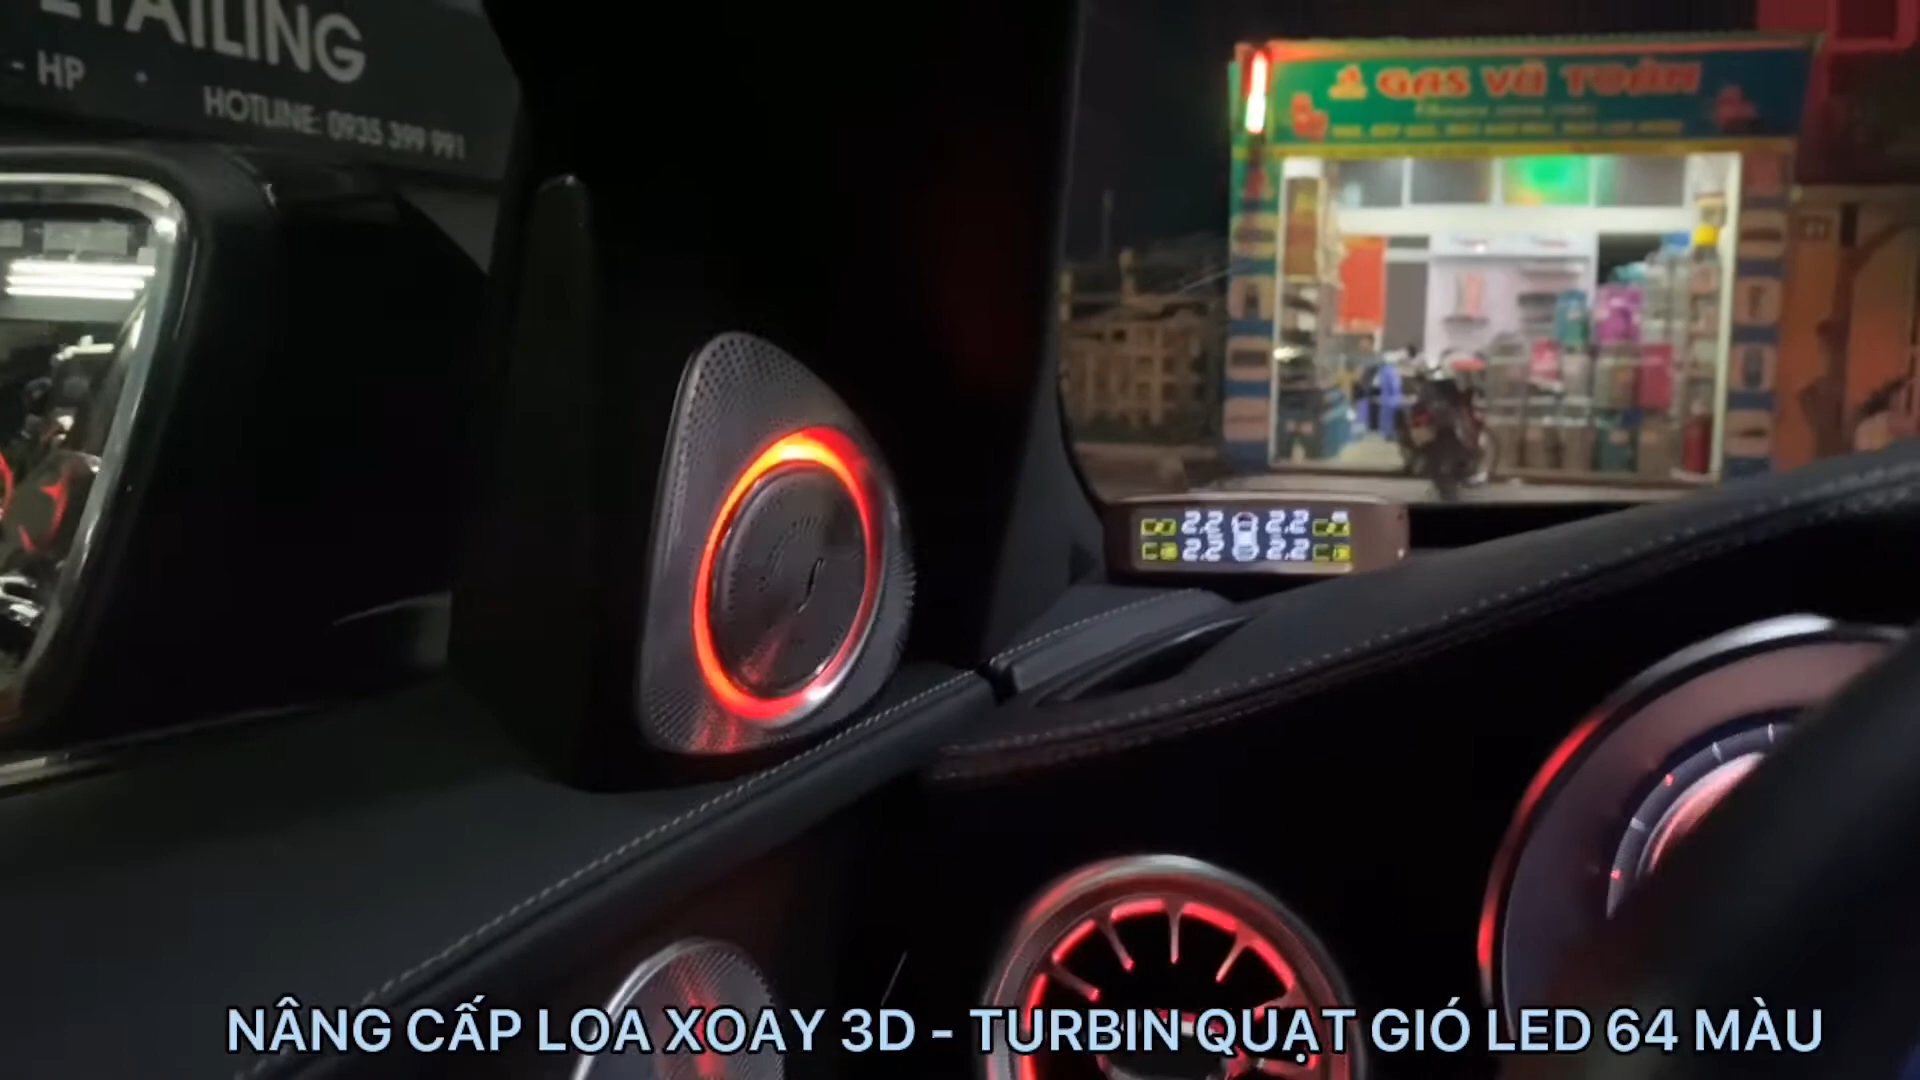 ETAILING
- HP
HOTLINE: 0935 399 991
GAS VŨ TOÁN
2.2 2.2
2.2 2.2
NÂNG CẤP LOA XOAY 3D - TURBIN QUẠT GIÓ LED 64 MÀU